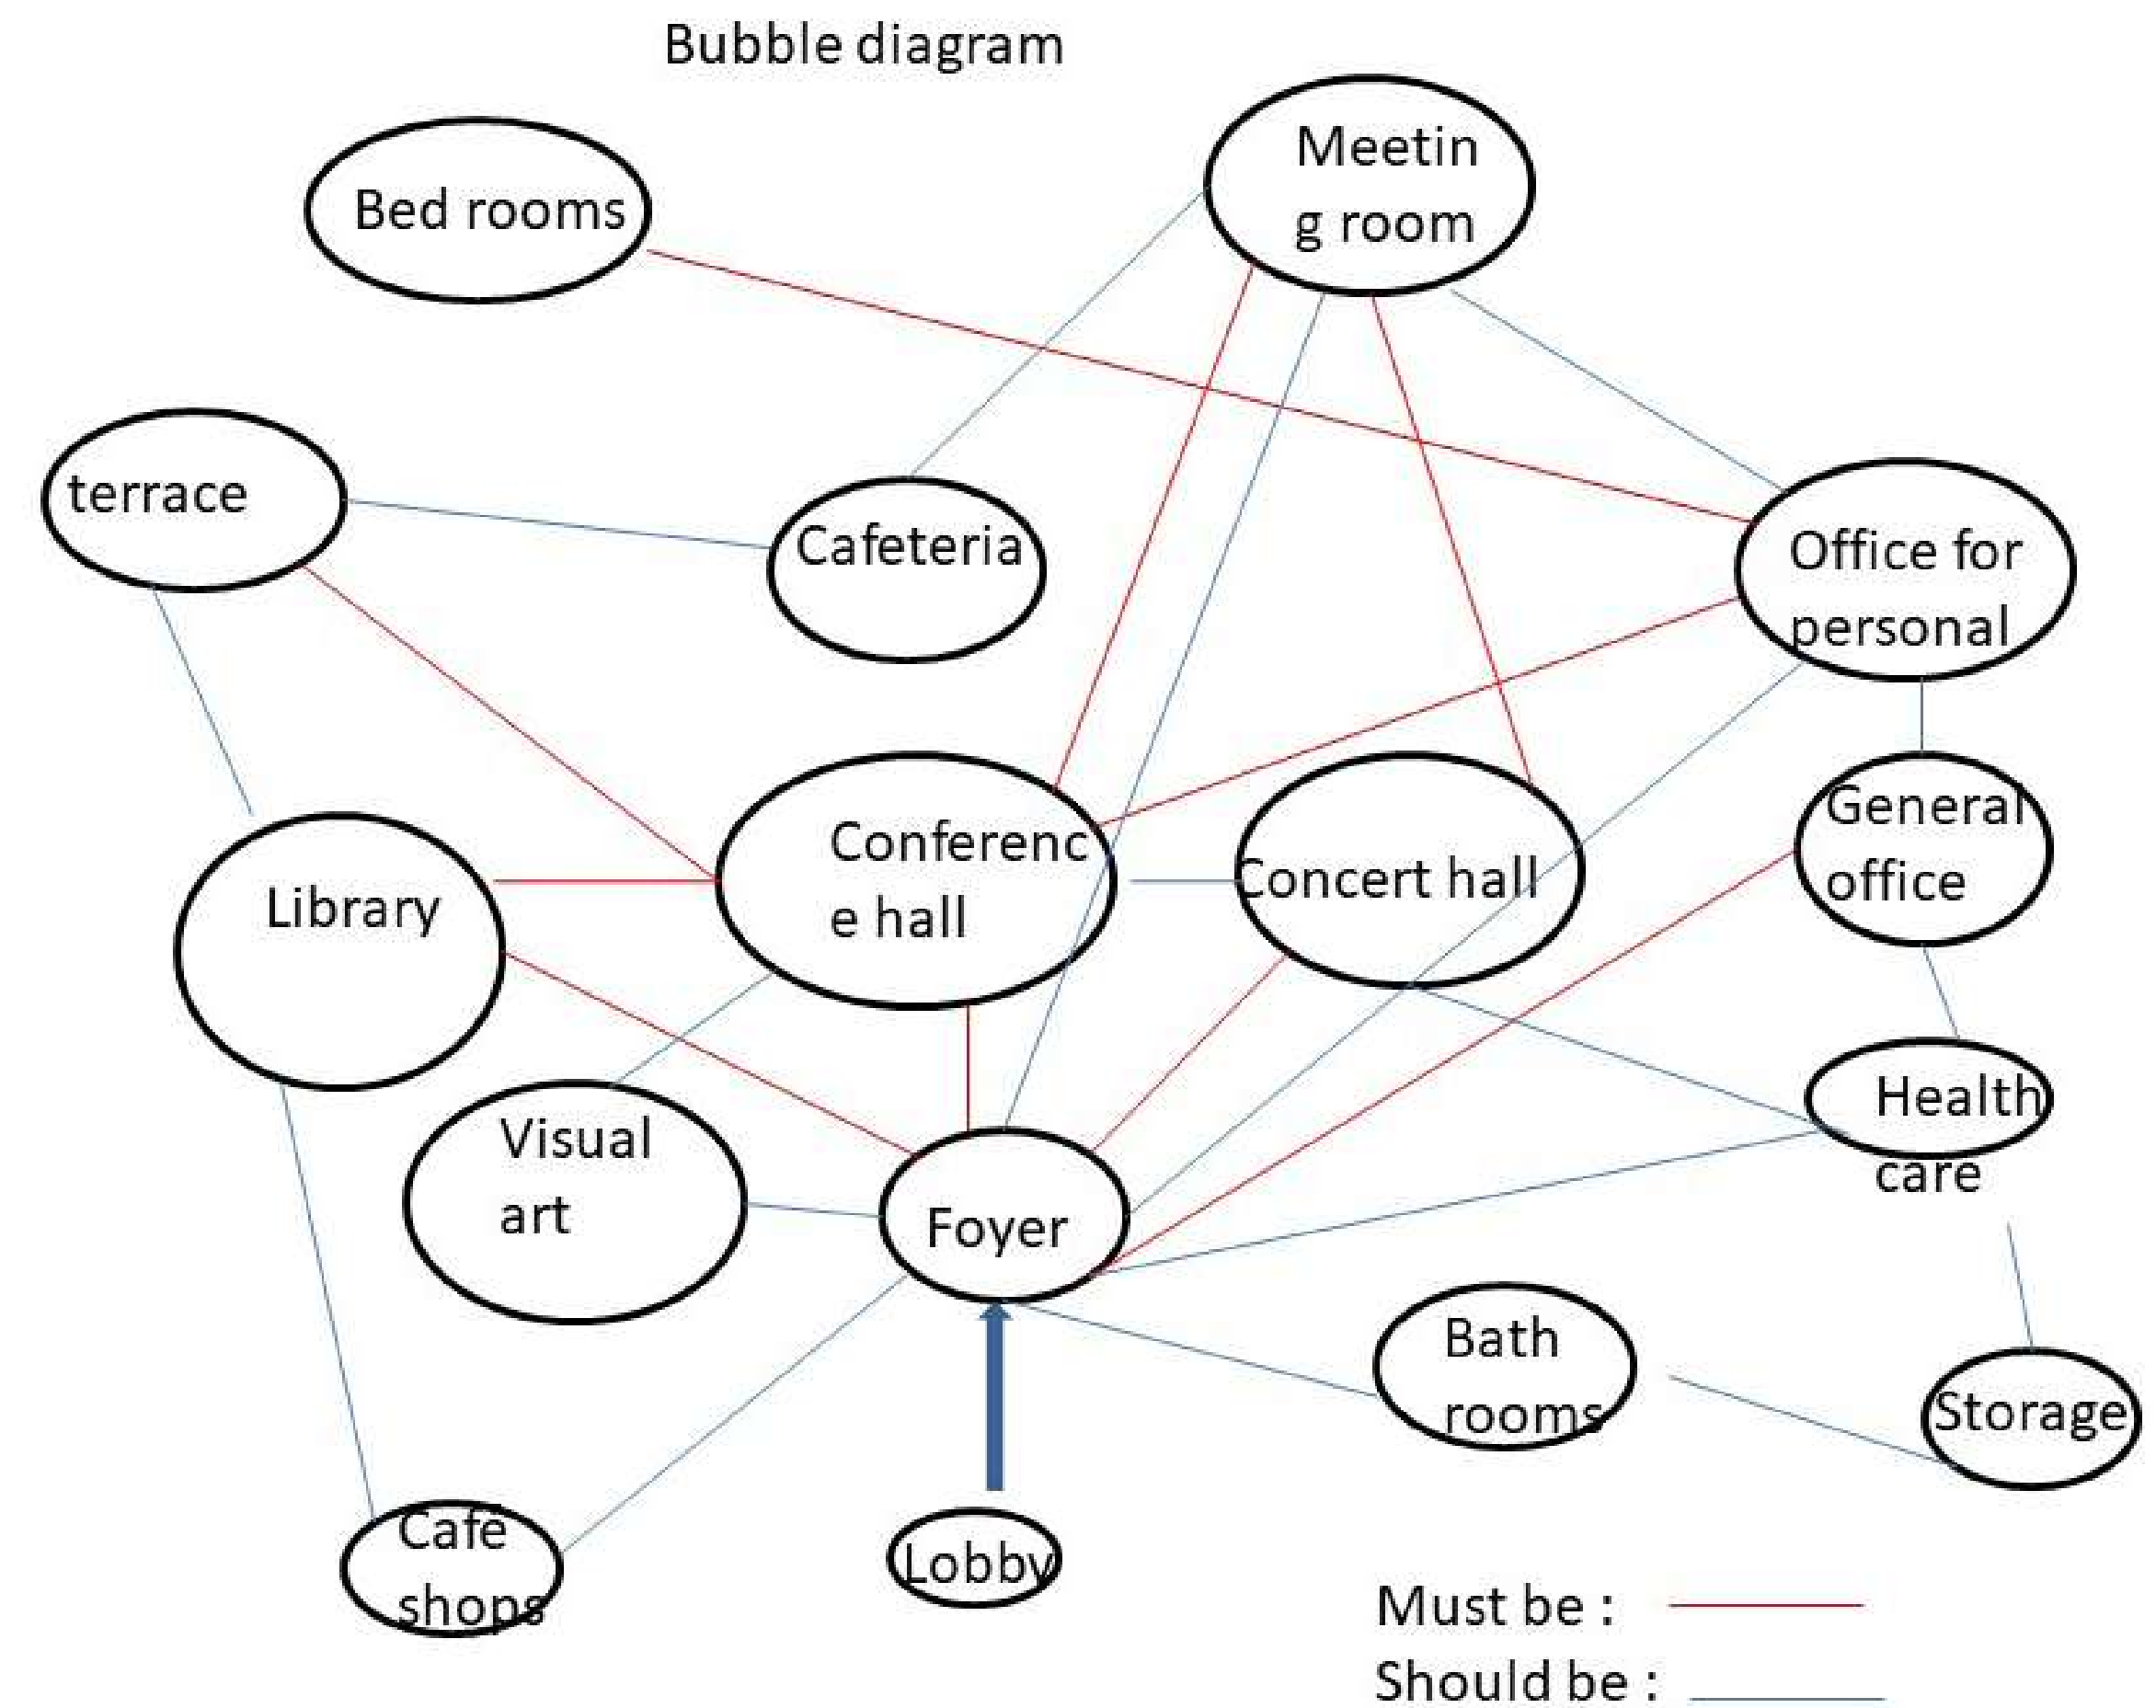 Bubble diagram
Meetin
g room
Bed rooms
terrace
Cafeteria
Office for
personal
General
office
Conferenc
e hall
Concert hall
Library
Health
care
Visual
art
Foyer
Bath
rooms
Storage
Cafe
shops
Lobby
Must be :
Should be :